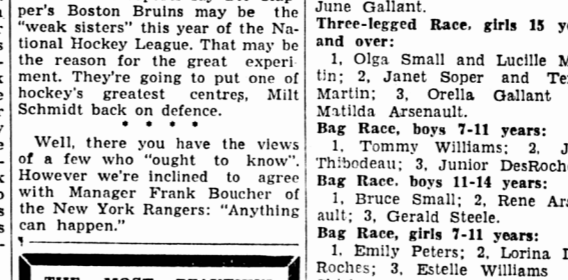 per's Boston Bruins may be the
"weak sisters" this year of the Na-
tional Hockey League. That may be
the reason for the great experi-
ment. They're going to put one of
hockey's greatest centres, Milt
Schmidt back on defence.
* * * *
Well, there you have the views
of a few who "ought to know".
However we're inclined to agree
with Manager Frank Boucher of
the New York Rangers: "Anything
can happen."
June Gallant.
Three-legged Race, girls 15
and over:
1, Olga Small and Lucille
tin; 2, Janet Soper and
Martin; 3, Orella Gallant
Matilda Arsenault.
Bag Race, boys 7-11 years:
1, Tommy Williams; 2,
Thibodeau; 3, Junior
Bag Race, boys 11-14 years:
1, Bruce Small; 2, Rene
ault; 3, Gerald Steele.
Bag Race, girls 7-11 years:
1, Emily Peters; 2, Lorina
Roches; 3, Estelle Williams